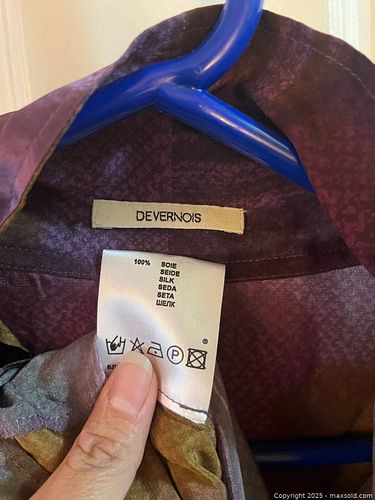 DEVERNOIS
100% SOIE
SEIDE
SILK
SEDA
SETA
ШЕЛК
®
P
Copyright 2025 - maxsold.com